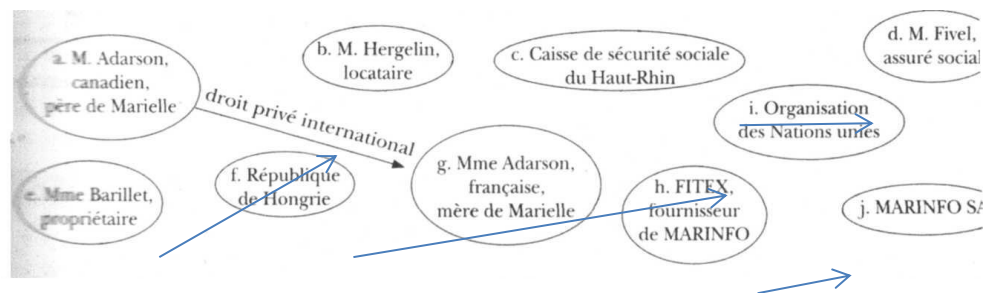 a. M. Adarson,
canadien,
père de Marielle
b. M. Hergelin,
locataire
c. Caisse de sécurité sociale
du Haut-Rhin
d. M. Fivel,
assuré social
droit privé international
i. Organisation
des Nations unies
e. Mme Barillet,
propriétaire
f. République
de Hongrie
g. Mme Adarson,
française,
mère de Marielle
h. FITEX,
fournisseur
de MARINFO
j. MARINFO SA